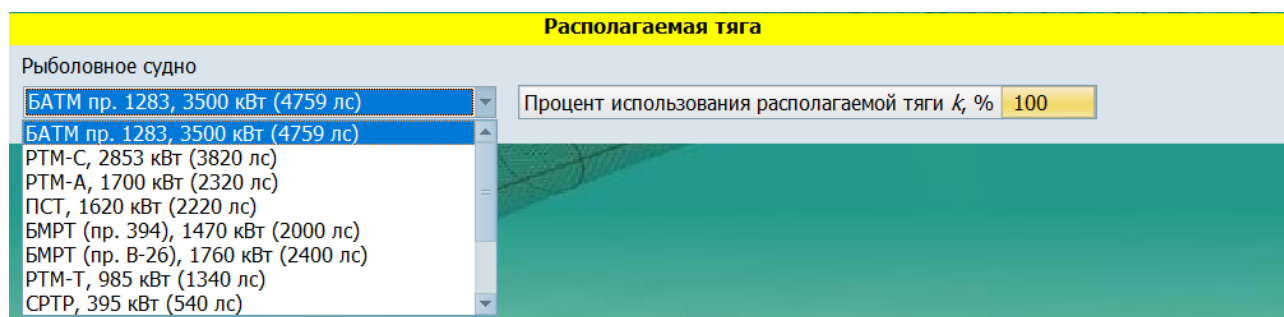 Располагаемая тяга
Рыболовное судно
БАТМ пр. 1283, 3500 кВт (4759 лс)
Процент использования располагаемой тяги k, % 100
БАТМ пр. 1283, 3500 кВт (4759 лс)
РТМ-С, 2853 кВт (3820 лс)
РТМ-А, 1700 кВт (2320 лс)
ПСТ, 1620 кВт (2220 лс)
БМРТ (пр. 394), 1470 кВт (2000 лс)
БМРТ (пр. В-26), 1760 кВт (2400 лс)
РТМ-Т, 985 кВт (1340 лс)
СРТР, 395 кВт (540 лс)